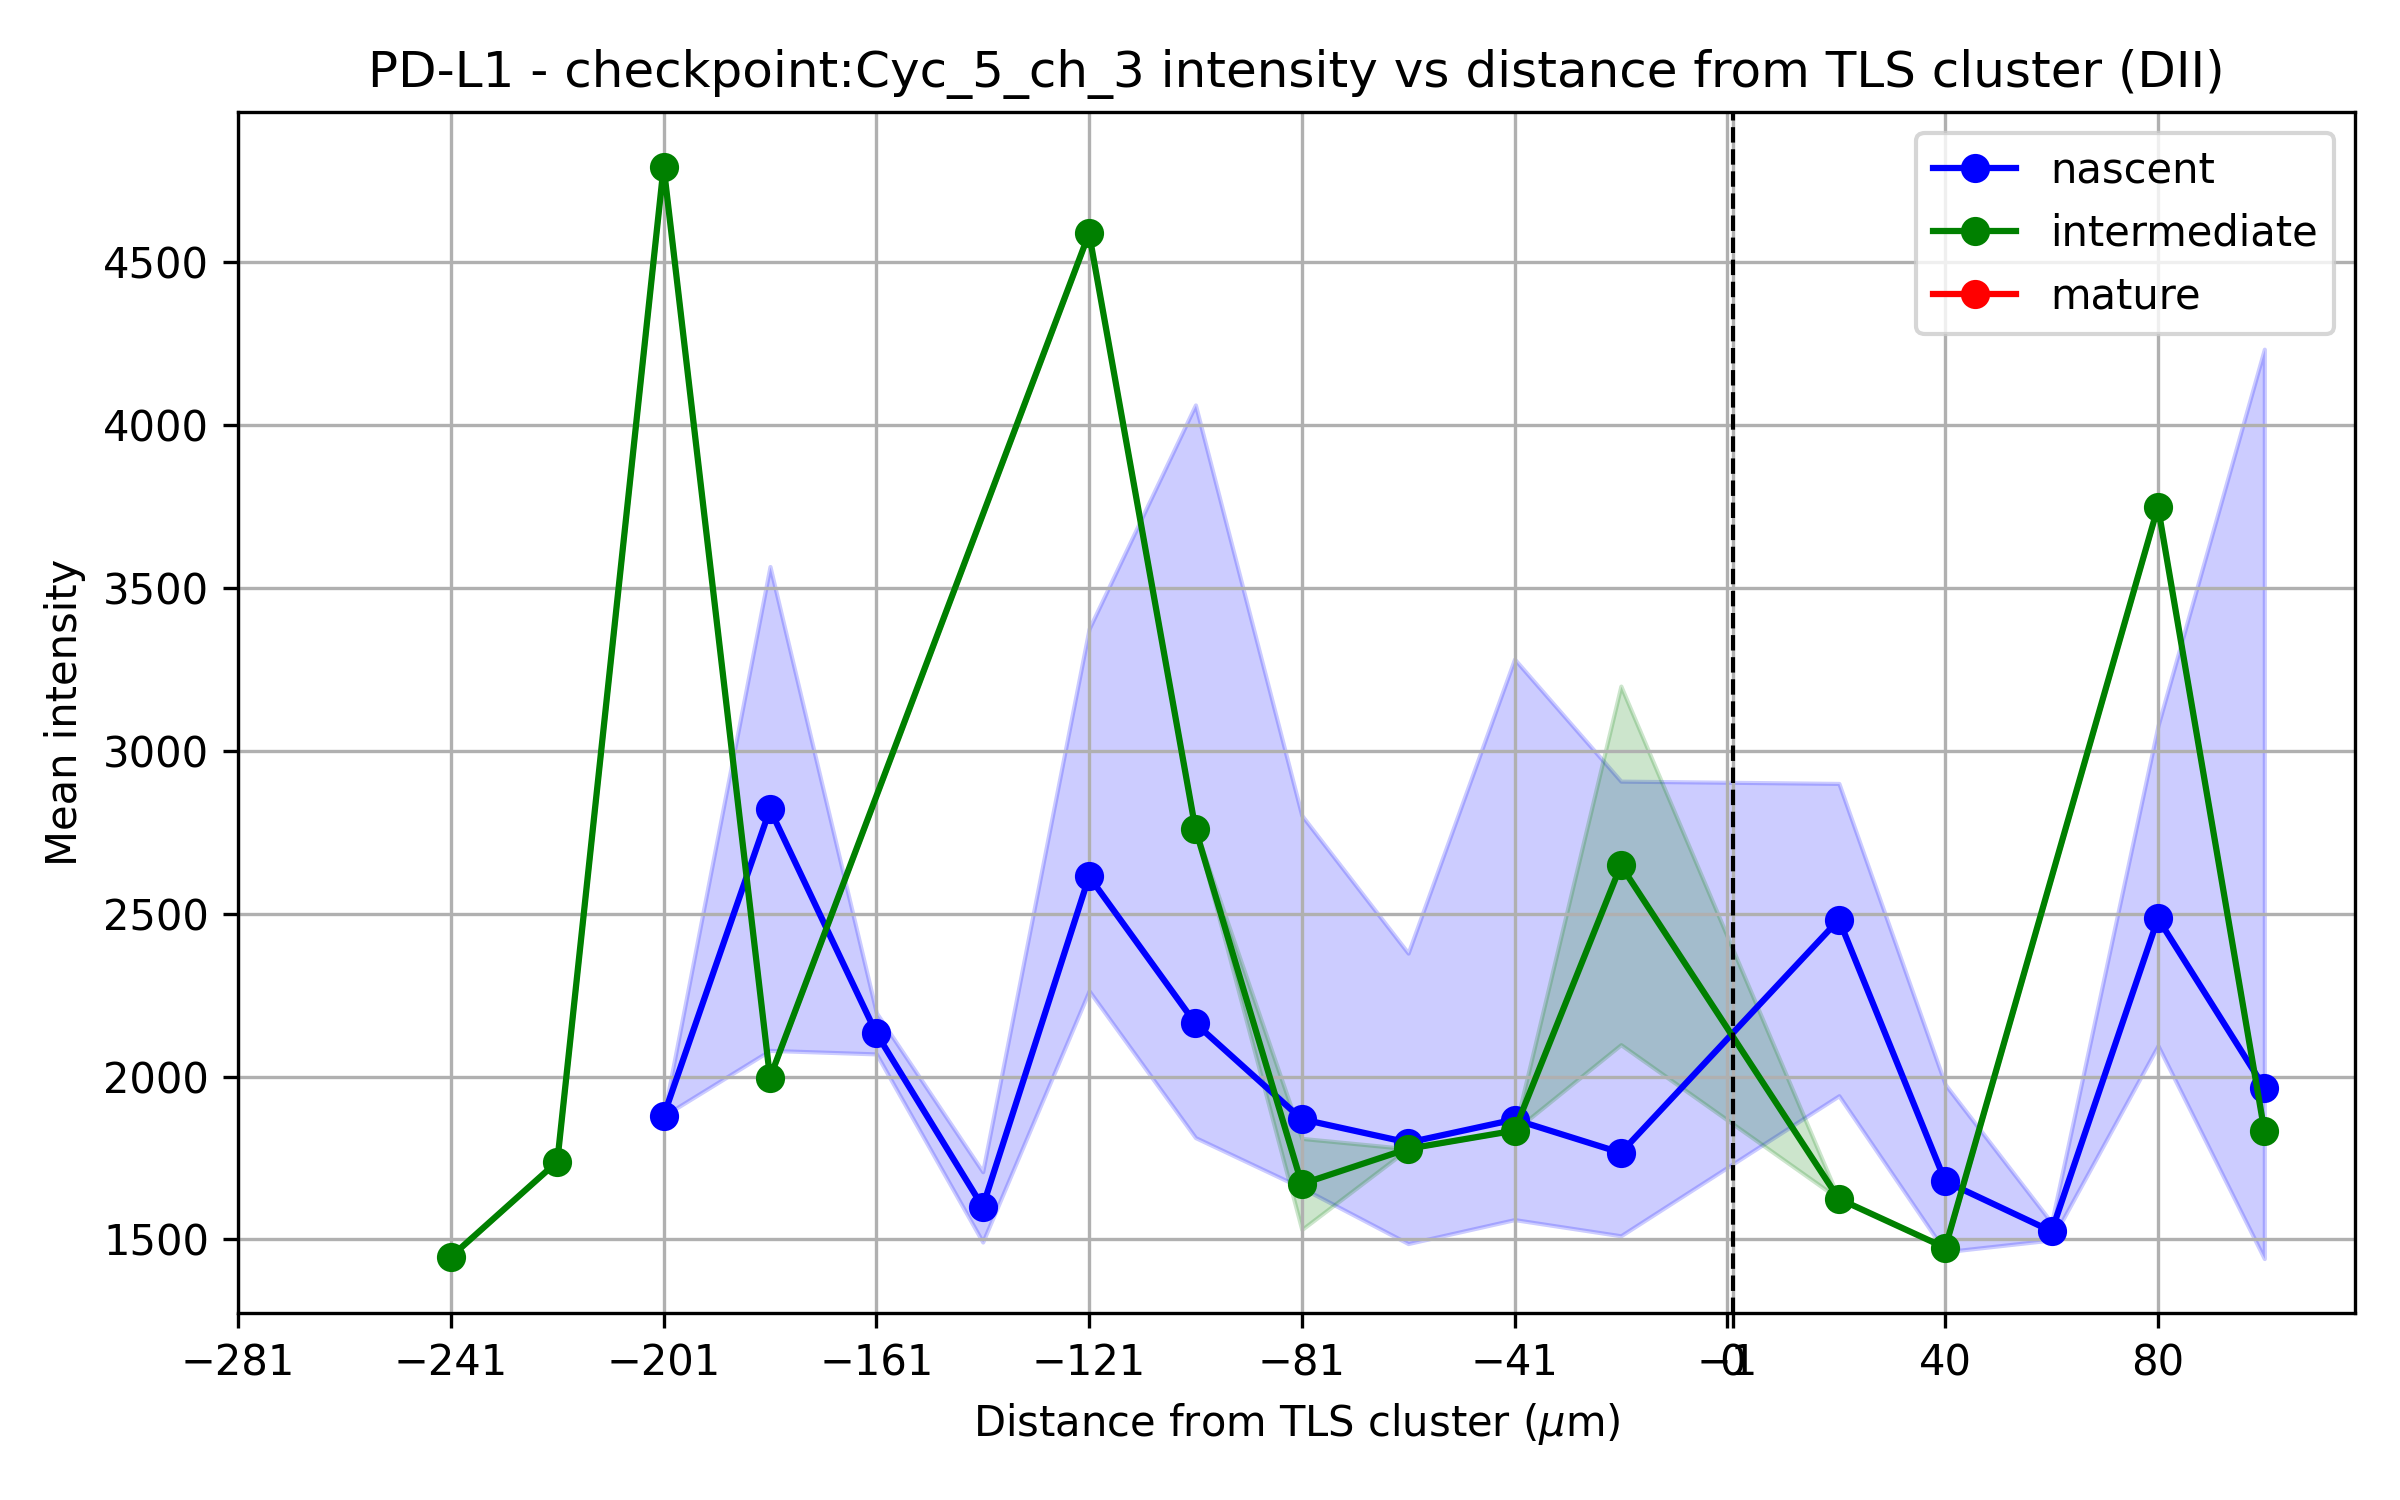 PD-L1 - checkpoint:Cyc_5_ch_3 intensity vs distance from TLS cluster (DII)
nascent
intermediate
mature
Mean intensity
4500
4000
3500
3000
2500
2000
1500
−281 −241 −201 −161 −121 −81 −41 −1 0 40 80
Distance from TLS cluster (μm)